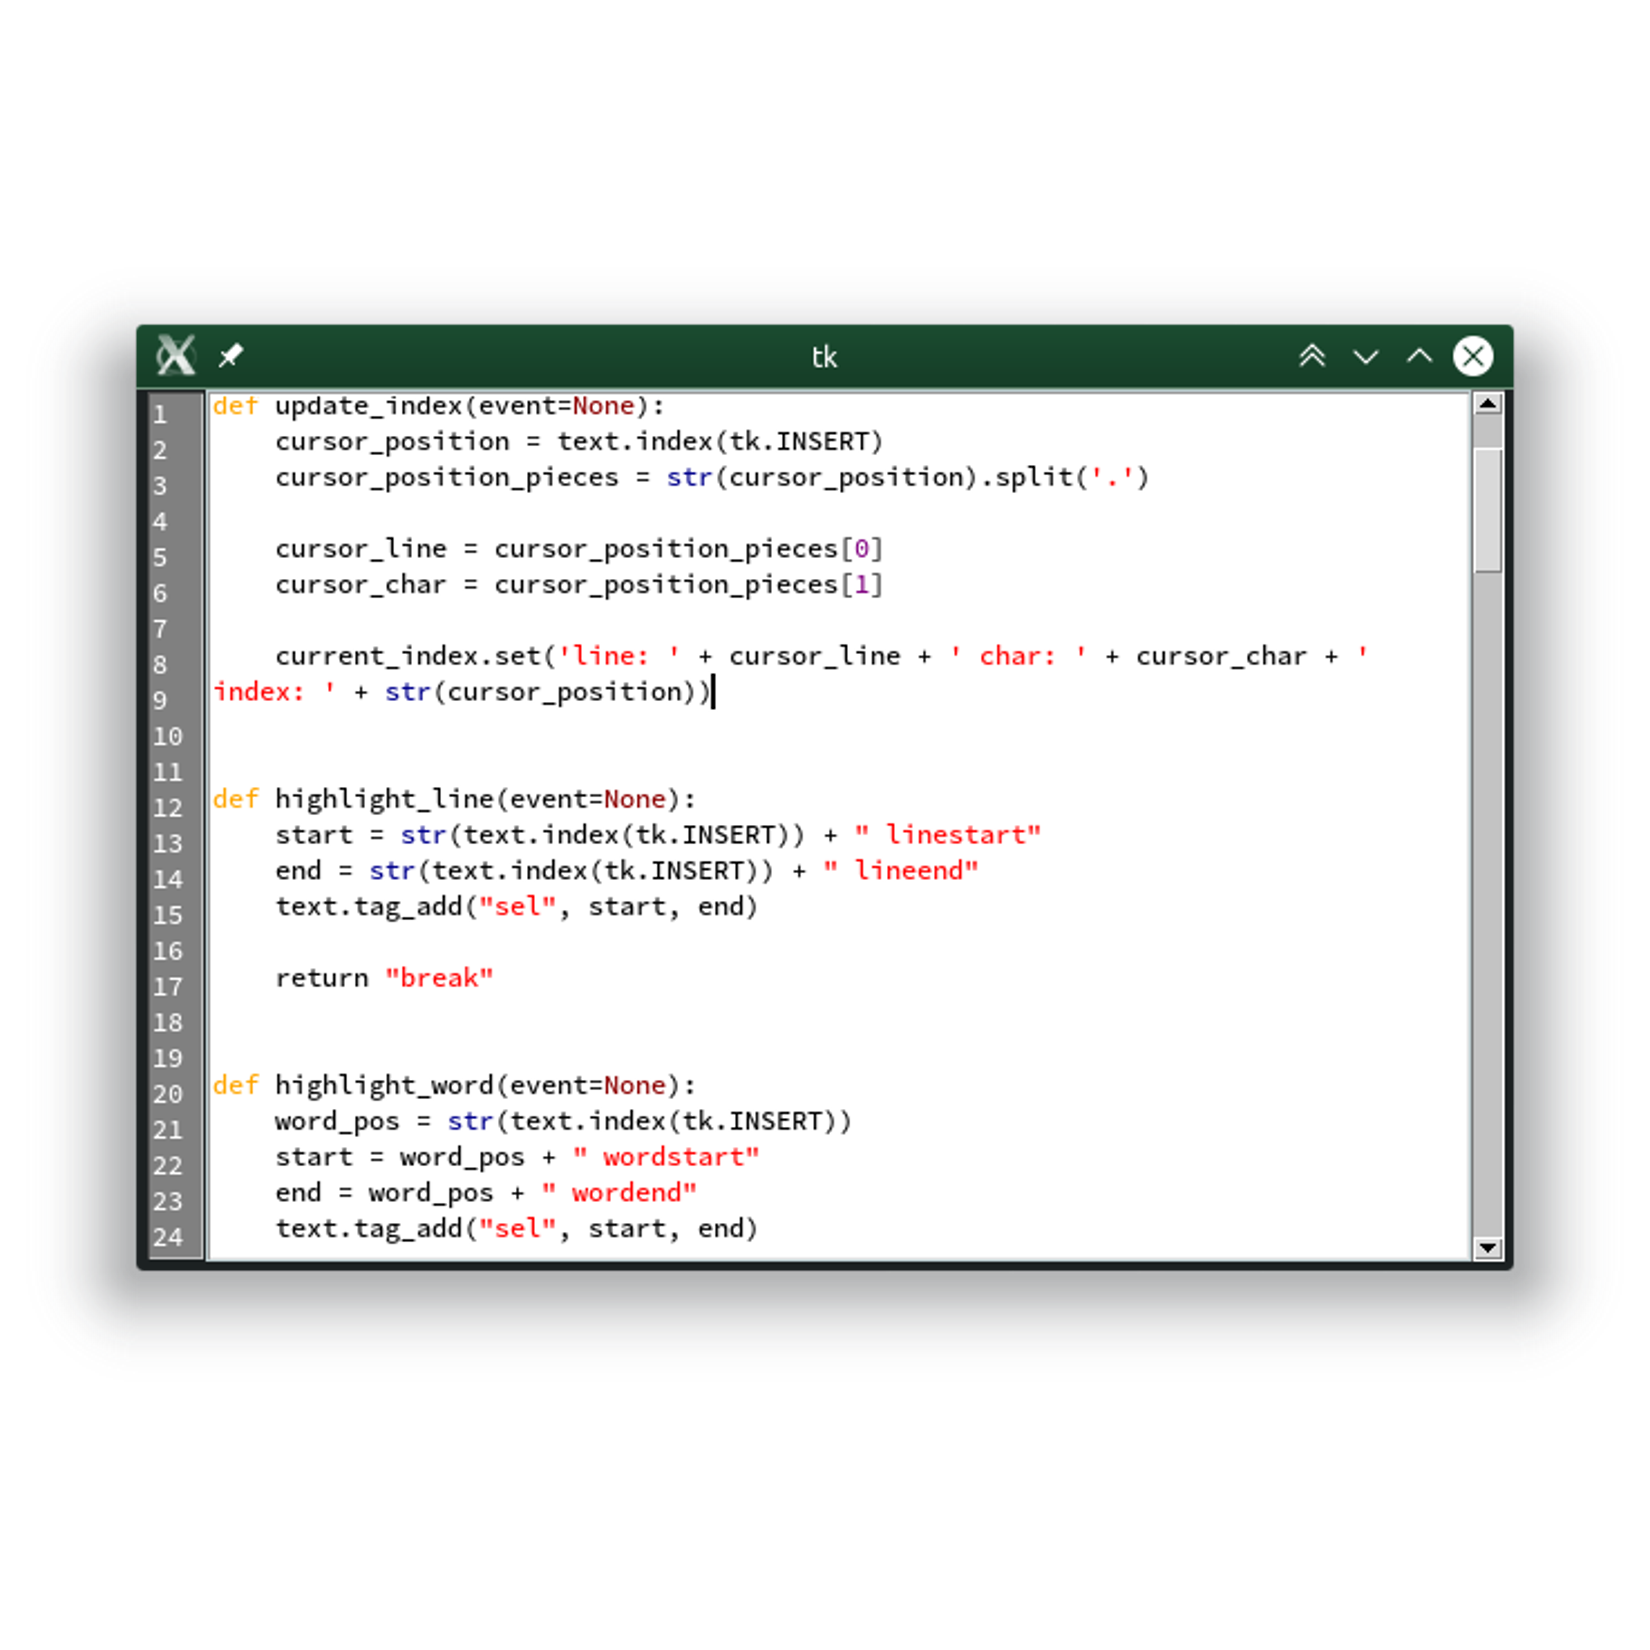 tk
1 def update_index(event=None):
2     cursor_position = text.index(tk.INSERT)
3     cursor_position_pieces = str(cursor_position).split('.')
4
5     cursor_line = cursor_position_pieces[0]
6     cursor_char = cursor_position_pieces[1]
7
8     current_index.set('line: ' + cursor_line + ' char: ' + cursor_char + '
9 index: ' + str(cursor_position))
10
11
12 def highlight_line(event=None):
13     start = str(text.index(tk.INSERT)) + " linestart"
14     end = str(text.index(tk.INSERT)) + " lineend"
15     text.tag_add("sel", start, end)
16
17     return "break"
18
19
20 def highlight_word(event=None):
21     word_pos = str(text.index(tk.INSERT))
22     start = word_pos + " wordstart"
23     end = word_pos + " wordend"
24     text.tag_add("sel", start, end)